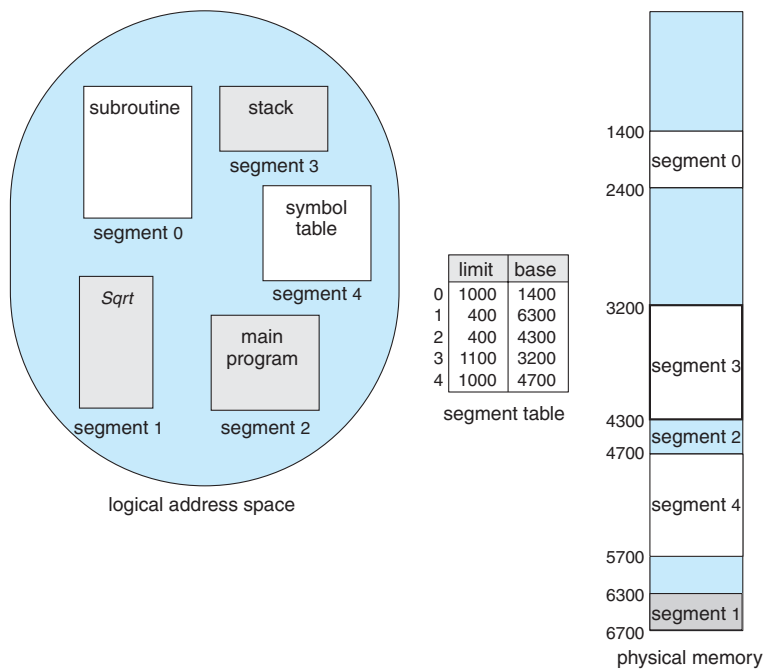 subroutine
segment 0
stack
segment 3
symbol
table
segment 4
Sqrt
segment 1
main
program
segment 2
logical address space
limit base
0 1000 1400
1 400 6300
2 400 4300
3 1100 3200
4 1000 4700
segment table
1400
segment 0
2400
3200
segment 3
4300
segment 2
4700
segment 4
5700
6300
segment 1
6700
physical memory